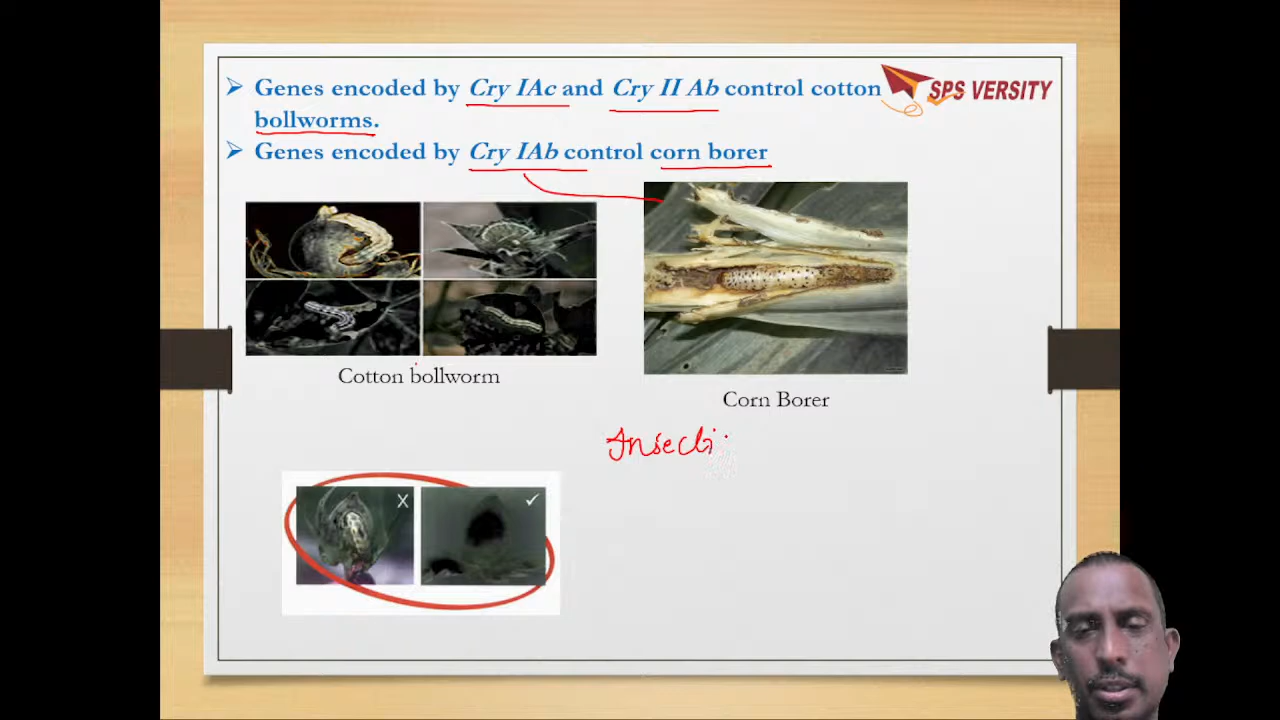 Genes encoded by Cry IAc and Cry II Ab control cotton
bollworms.
SPS VERSITY
Genes encoded by Cry IAb control corn borer
Cotton bollworm
Corn Borer
Insecti
X ✓